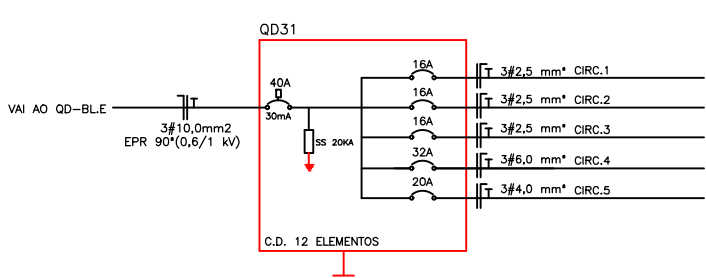 QD31
40A
30mA
VAI AO QD-BL.E
T
3#10,0mm2
EPR 90°(0,6/1 kV)
SS 20KA
16A
T 3#2,5 mm² CIRC.1
16A
T 3#2,5 mm² CIRC.2
16A
T 3#2,5 mm² CIRC.3
32A
T 3#6,0 mm² CIRC.4
20A
T 3#4,0 mm² CIRC.5
C.D. 12 ELEMENTOS